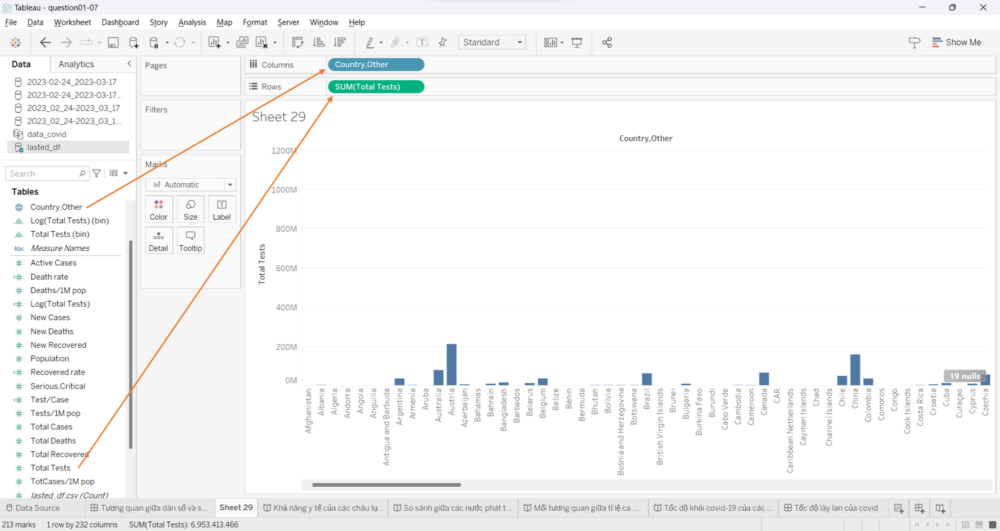 Tableau - question01-07
File Data Worksheet Dashboard Story Analysis Map Format Server Window Help
Standard
Show Me
Data Analytics
2023-02-24_2023-03-17
2023-02-24_2023-03-17...
2023_02_24-2023_03_17
2023_02_24-2023_03_1...
data_covid
lasted_df
Search
Tables
Country,Other
Log(Total Tests) (bin)
Total Tests (bin)
Abc Measure Names
Active Cases
Death rate
Deaths/1M pop
Log(Total Tests)
New Cases
New Deaths
New Recovered
Population
Recovered rate
Serious,Critical
Test/Case
Tests/1M pop
Total Cases
Total Deaths
Total Recovered
Total Tests
TotCases/1M pop
lasted_df.csv (Count)
Pages
Filters
Marks
Automatic
Color Size Label
Detail Tooltip
Columns Country,Other
Rows SUM(Total Tests)
Sheet 29
Country,Other
1200M
1000M
800M
600M
400M
200M
0M
Total Tests
19 nulls
Afghanistan
Albania
Algeria
Andorra
Angola
Anguilla
Antigua and Barbuda
Argentina
Armenia
Aruba
Australia
Austria
Azerbaijan
Bahamas
Bahrain
Bangladesh
Barbados
Belarus
Belgium
Belize
Benin
Bermuda
Bhutan
Bolivia
Bosnia and Herzegovina
Botswana
Brazil
British Virgin Islands
Brunei
Bulgaria
Burkina Faso
Burundi
Cabo Verde
Cambodia
Cameroon
Canada
CAR
Caribbean Netherlands
Cayman Islands
Chad
Channel Islands
Chile
China
Colombia
Comoros
Congo
Cook Islands
Costa Rica
Croatia
Cuba
Curaçao
Cyprus
Czechia
Data Source
Tương quan giữa dân số và s...
Sheet 29
Khả năng y tế của các châu lụ...
So sánh giữa các nước phát t...
Mối tương quan giữa tỉ lệ ca ...
Tốc độ khỏi covid-19 của các ...
Tốc độ lây lan của covid
213 marks 1 row by 232 columns SUM(Total Tests): 6,953,413,466